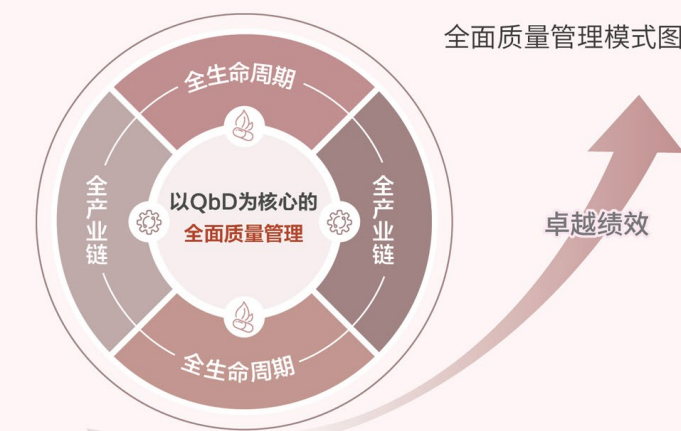 全面质量管理模式图
全生命周期
全产业链
以QbD为核心的
全面质量管理
全产业链
卓越绩效
全生命周期